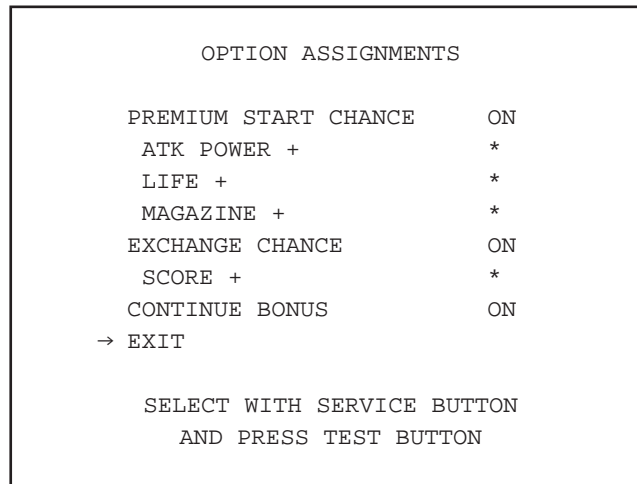 OPTION ASSIGNMENTS
PREMIUM START CHANCE ON
ATK POWER + *
LIFE + *
MAGAZINE + *
EXCHANGE CHANCE ON
SCORE + *
CONTINUE BONUS ON
→ EXIT
SELECT WITH SERVICE BUTTON
AND PRESS TEST BUTTON